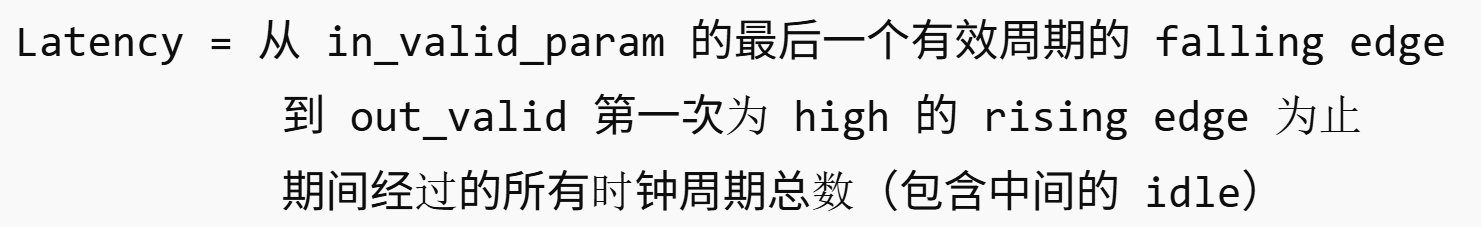 Latency = 从 in_valid_param 的最后一个有效周期的 falling edge
到 out_valid 第一次为 high 的 rising edge 为止
期间经过的所有时钟周期总数（包含中间的 idle）